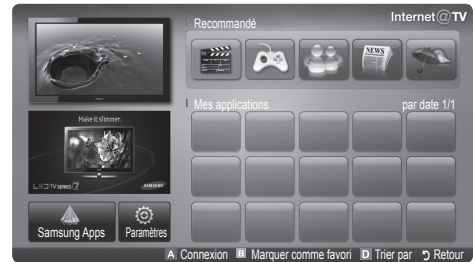 Internet@TV
Recommandé
NEWS
Mes applications par date 1/1
Make it slimmer.
LED TV SERIES 7 SAMSUNG
Samsung Apps Paramètres
A Connexion B Marquer comme favori D Trier par Retour